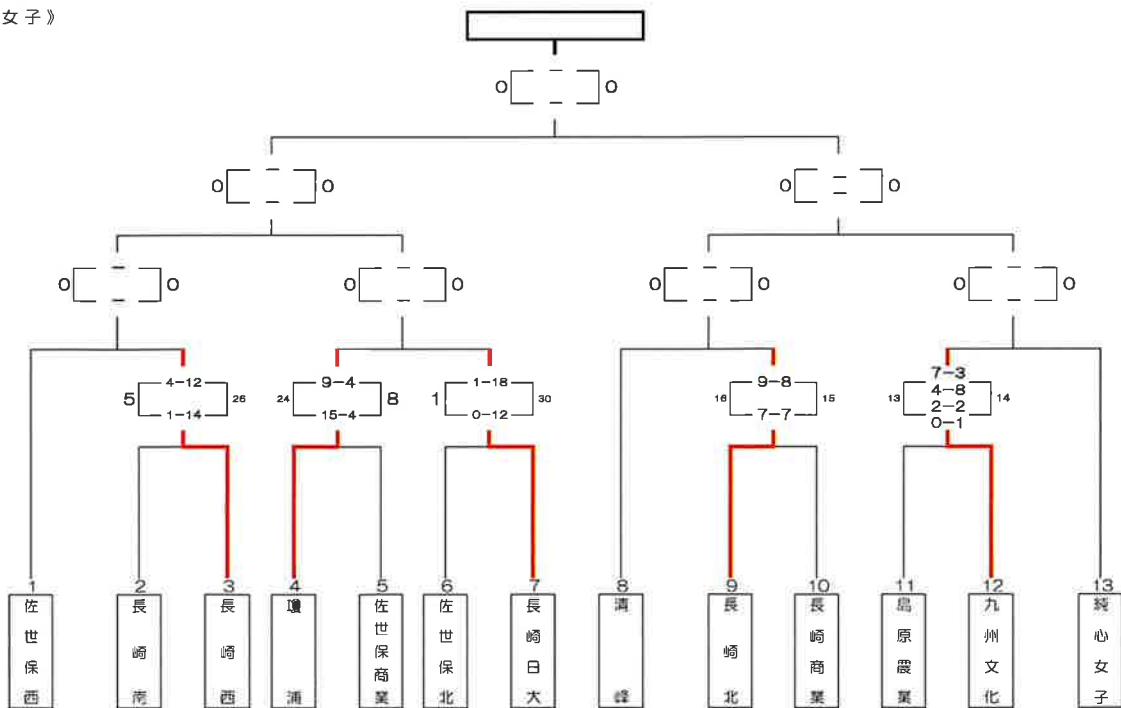 女子》
0 0
0 0
0 0
0 0
0 0
0 0
0 0
5 4-12 1-14 26
24 9-4 15-4 8
1 1-18 0-12 30
16 9-8 7-7 15
13 7-3 4-8 2-2 0-1 14
1 2 3 4 5 6 7 8 9 10 11 12 13
佐世保西
長崎南
長崎西
瓊浦
佐世保商業
佐世保北
長崎日大
清峰
長崎北
長崎商業
島原農業
九州文化
純心女子